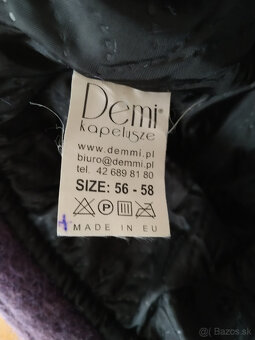 Demi®
kapelusze
www.demmi.pl
biuro@demmi.pl
tel. 42 689 81 80
SIZE: 56 - 58
P
MADE IN EU
© Bazos.sk